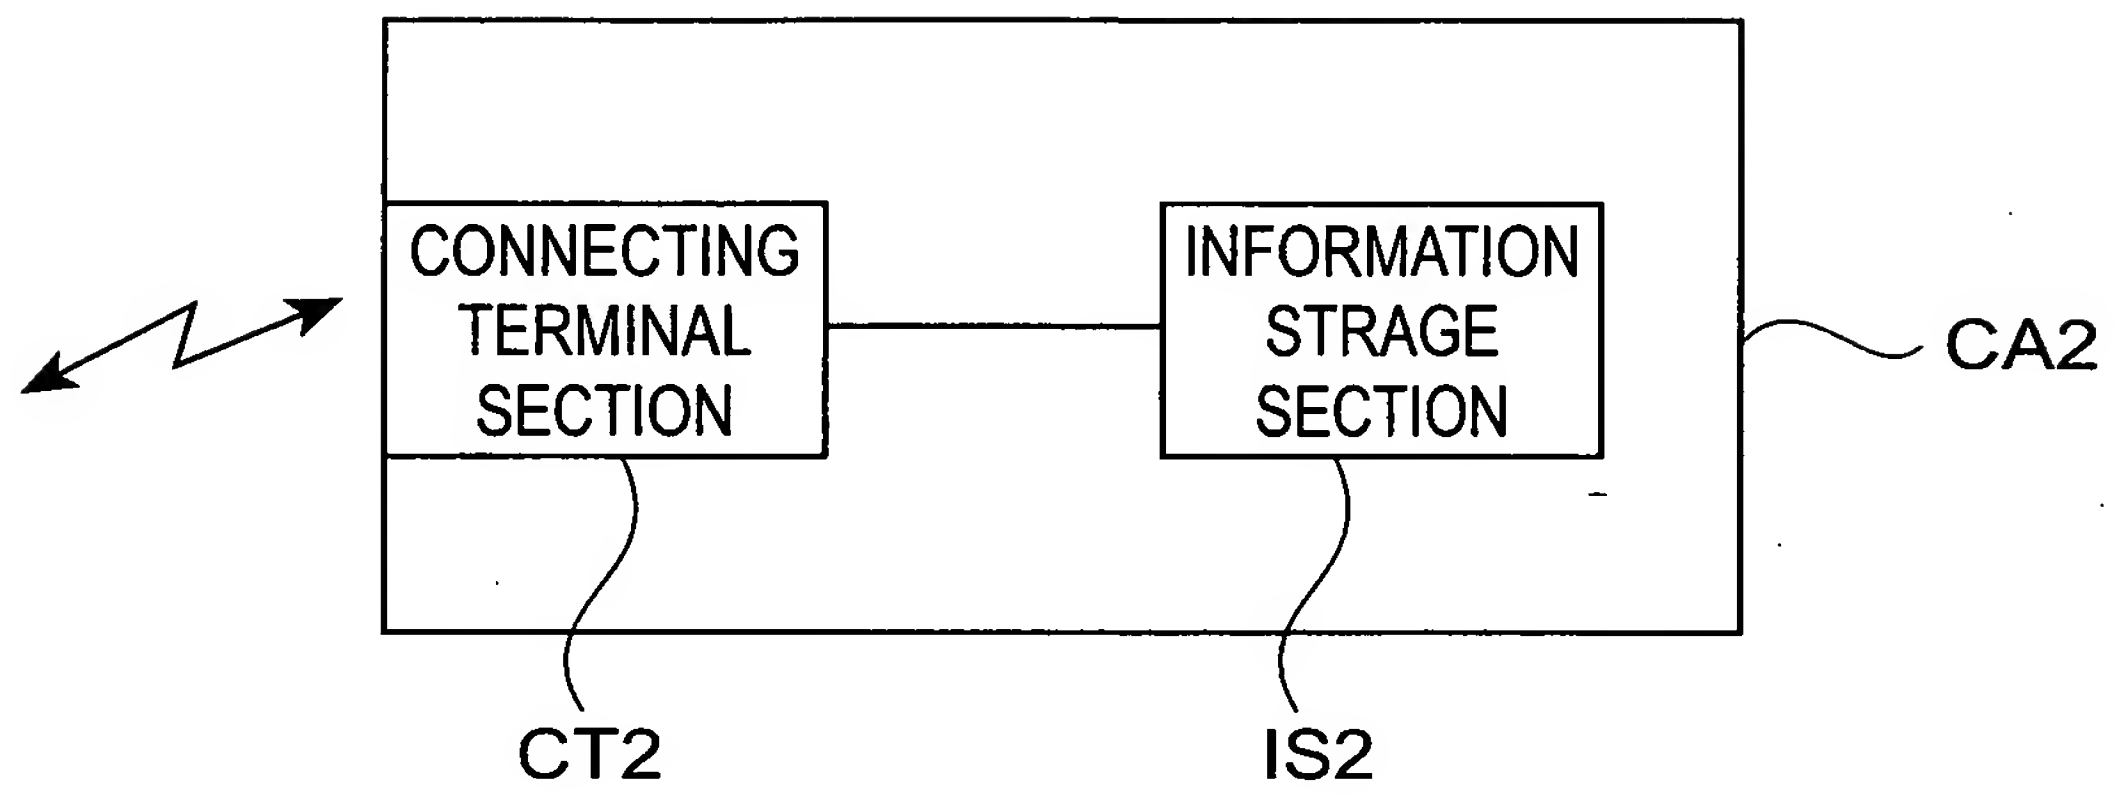 CONNECTING
TERMINAL
SECTION
INFORMATION
STRAGE
SECTION
CA2
CT2
IS2